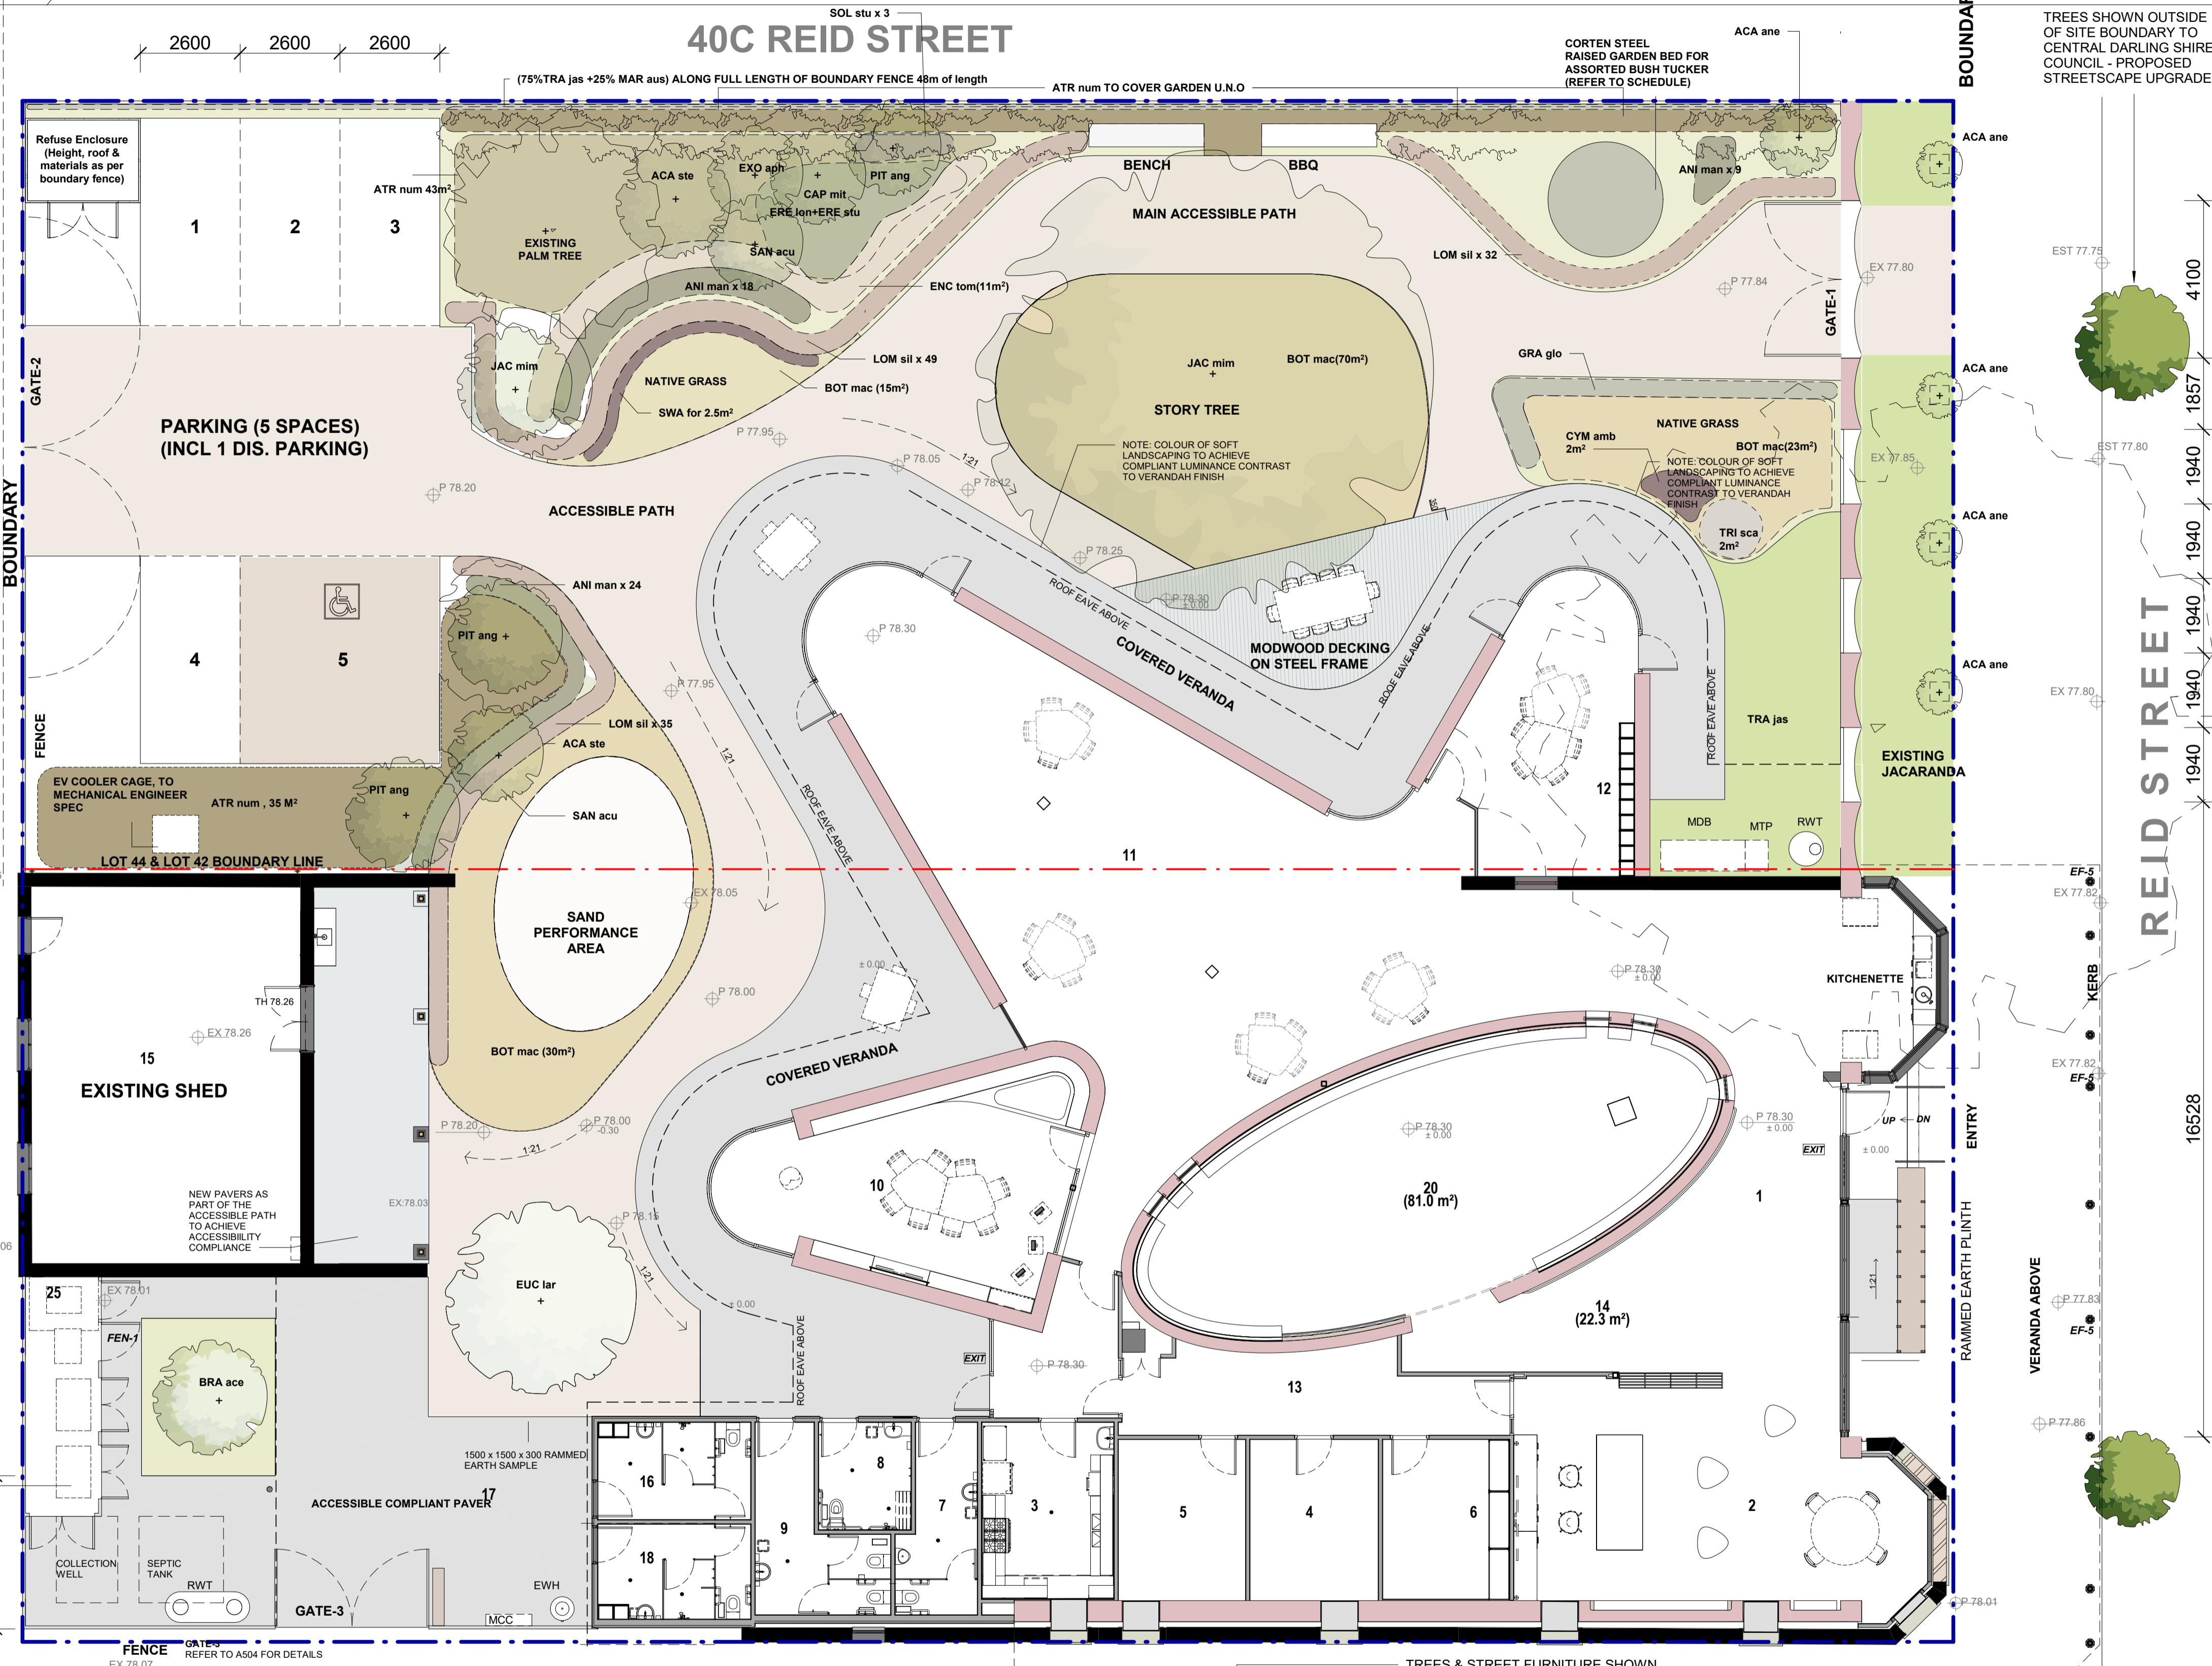 SOL stu x 3
40C REID STREET
2600
2600
2600
(75%TRA jas +25% MAR aus) ALONG FULL LENGTH OF BOUNDARY FENCE 48m of length
ATR num TO COVER GARDEN U.N.O
CORTEN STEEL
RAISED GARDEN BED FOR
ASSORTED BUSH TUCKER
(REFER TO SCHEDULE)
ACA ane
BOUNDARY
TREES SHOWN OUTSIDE
OF SITE BOUNDARY TO
CENTRAL DARLING SHIRE
COUNCIL - PROPOSED
STREETSCAPE UPGRADE
Refuse Enclosure
(Height, roof &
materials as per
boundary fence)
ATR num 43m²
1
2
3
EXISTING
PALM TREE
ACA ste
EXO aph
CAP mit
ERE lon+ERE stu
PIT ang
SAN acu
ANI man x 18
ENC tom(11m²)
BENCH
BBQ
MAIN ACCESSIBLE PATH
ANI man x 9
LOM sil x 32
P 77.84
GATE-1
EX 77.80
ACA ane
EST 77.75
4100
GATE-2
JAC mim
NATIVE GRASS
SWA for 2.5m²
LOM sil x 49
BOT mac (15m²)
P 77.95
JAC mim
BOT mac(70m²)
STORY TREE
NOTE: COLOUR OF SOFT
LANDSCAPING TO ACHIEVE
COMPLIANT LUMINANCE CONTRAST
TO VERANDAH FINISH
GRA glo
NATIVE GRASS
CYM amb
2m²
BOT mac(23m²)
NOTE: COLOUR OF SOFT
LANDSCAPING TO ACHIEVE
COMPLIANT LUMINANCE
CONTRAST TO VERANDAH
FINISH
TRI sca
2m²
EX 77.85
ACA ane
ACA ane
EST 77.80
1857
1940
1940
1940
1940
1940
PARKING (5 SPACES)
(INCL 1 DIS. PARKING)
BOUNDARY
P 78.20
ACCESSIBLE PATH
P 78.05
1:21
P 78.12
P 78.25
350
4
5
ANI man x 24
PIT ang
P 77.95
LOM sil x 35
ACA ste
1:21
P 78.30
ROOF EAVE ABOVE
COVERED VERANDA
P 78.30
± 0.00
MODWOOD DECKING
ON STEEL FRAME
ROOF EAVE ABOVE
ROOF EAVE ABOVE
TRA jas
ACA ane
EX 77.80
EXISTING
JACARANDA
REID STREET
FENCE
EV COOLER CAGE, TO
MECHANICAL ENGINEER
SPEC
ATR num , 35 M²
PIT ang
SAN acu
ROOF EAVE ABOVE
12
MDB
MTP
RWT
LOT 44 & LOT 42 BOUNDARY LINE
11
EF-5
EX 77.82
EX 78.05
SAND
PERFORMANCE
AREA
± 0.00
P 78.30
± 0.00
KITCHENETTE
KERB
TH 78.26
EX 78.26
15
EXISTING SHED
P 78.00
BOT mac (30m²)
COVERED VERANDA
EX 77.82
EF-5
P 78.20
P 78.00
-0.30
1:21
P 78.30
± 0.00
P 78.30
± 0.00
EXIT
UP
DN
± 0.00
ENTRY
16528
NEW PAVERS AS
PART OF THE
ACCESSIBLE PATH
TO ACHIEVE
ACCESSIBIILITY
COMPLIANCE
EX:78.03
P 78.15
10
20
(81.0 m²)
1
RAMMED EARTH PLINTH
VERANDA ABOVE
06
25
EX 78.01
FEN-1
EUC lar
1:21
± 0.00
14
(22.3 m²)
1:21
P 77.83
EF-5
BRA ace
ROOF EAVE ABOVE
EXIT
P 78.30
13
P 77.86
1500 x 1500 x 300 RAMMED
EARTH SAMPLE
17
ACCESSIBLE COMPLIANT PAVER
16
8
9
7
3
5
4
6
2
18
COLLECTION
WELL
SEPTIC
TANK
RWT
GATE-3
EWH
MCC
P 78.01
FENCE
GATE-3
REFER TO A504 FOR DETAILS
EX 78.07
TREES & STREET FURNITURE SHOWN